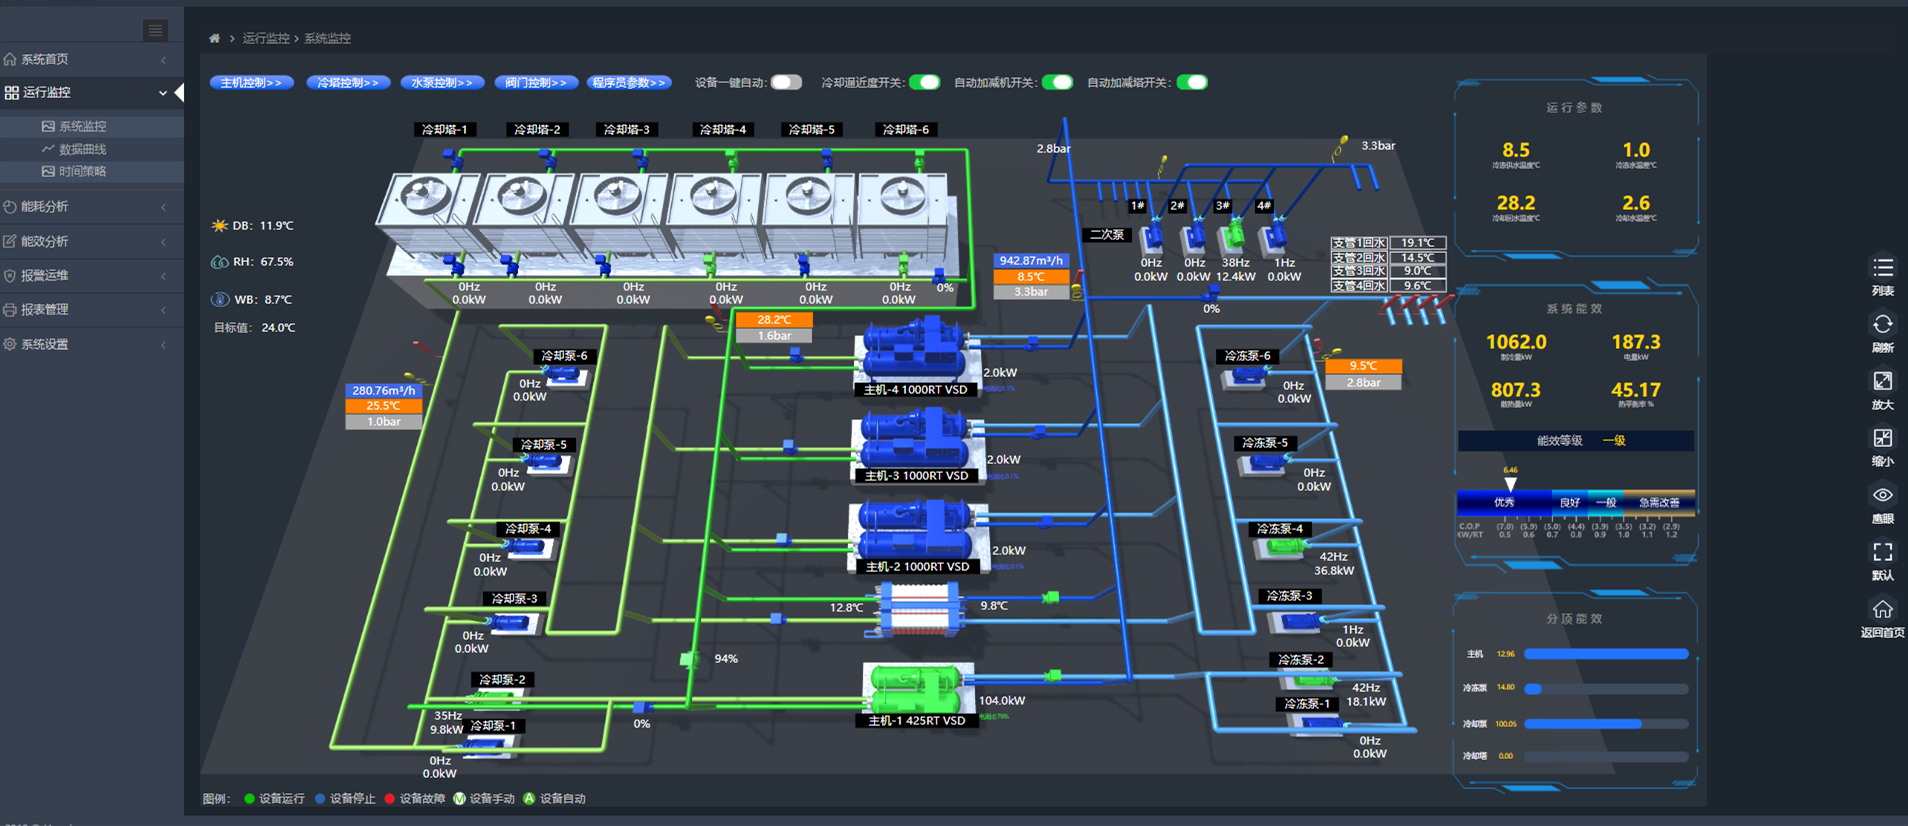 运行监控 > 系统监控
系统首页
运行监控
系统监控
数据曲线
时间策略
能耗分析
能效分析
报警运维
报表管理
系统设置
主机控制>>
冷塔控制>>
水泵控制>>
阀门控制>>
程序员参数>>
设备一键自动:
冷却逼近度开关:
自动加减机开关:
自动加减塔开关:
冷却塔-1
冷却塔-2
冷却塔-3
冷却塔-4
冷却塔-5
冷却塔-6
DB: 11.9℃
RH: 67.5%
WB: 8.7℃
目标值: 24.0℃
0Hz
0.0kW
0Hz
0.0kW
0Hz
0.0kW
0Hz
0.0kW
0Hz
0.0kW
0Hz
0.0kW
0%
2.8bar
3.3bar
1#
2#
3#
4#
二次泵
0Hz
0.0kW
0Hz
0.0kW
38Hz
12.4kW
1Hz
0.0kW
支管1回水 19.1℃
支管2回水 14.5℃
支管3回水 9.0℃
支管4回水 9.6℃
942.87m³/h
8.5℃
3.3bar
0%
28.2℃
1.6bar
280.76m³/h
25.5℃
1.0bar
9.5℃
2.8bar
冷却泵-6
0Hz
0.0kW
冷却泵-5
0Hz
0.0kW
冷却泵-4
0Hz
0.0kW
冷却泵-3
0Hz
0.0kW
冷却泵-2
35Hz
9.8kW
冷却泵-1
0Hz
0.0kW
94%
0%
2.0kW
主机-4 1000RT VSD
2.0kW
主机-3 1000RT VSD
2.0kW
主机-2 1000RT VSD
12.8℃
9.8℃
104.0kW
主机-1 425RT VSD
冷冻泵-6
0Hz
0.0kW
冷冻泵-5
0Hz
0.0kW
冷冻泵-4
42Hz
36.8kW
冷冻泵-3
1Hz
0.0kW
冷冻泵-2
42Hz
18.1kW
冷冻泵-1
0Hz
0.0kW
图例:
设备运行
设备停止
设备故障
M 设备手动
A 设备自动
运行参数
8.5
冷冻供水温度℃
1.0
冷冻水温差℃
28.2
冷却回水温度℃
2.6
冷却水温差℃
系统能效
1062.0
制冷量kW
187.3
电量kW
807.3
散热量kW
45.17
热平衡率 %
能效等级 一级
6.46
优秀 良好 一般 急需改善
C.O.P (7.0) (5.9) (5.0) (4.4) (3.9) (3.5) (3.2) (2.9)
KW/RT 0.5 0.6 0.7 0.8 0.9 1.0 1.1 1.2
分项能效
主机 12.96
冷冻泵 14.80
冷却泵 100.05
冷却塔 0.00
列表
刷新
放大
缩小
鹰眼
默认
返回首页